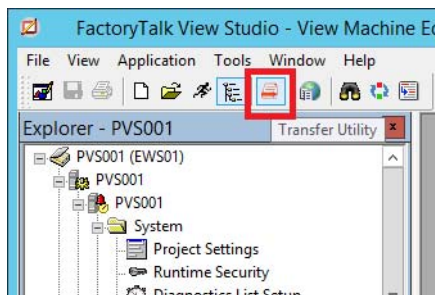 FactoryTalk View Studio - View Machine Ed
File View Application Tools Window Help
Explorer - PVS001
Transfer Utility
PVS001 (EWS01)
PVS001
PVS001
System
Project Settings
Runtime Security
Diagnostics List Setup